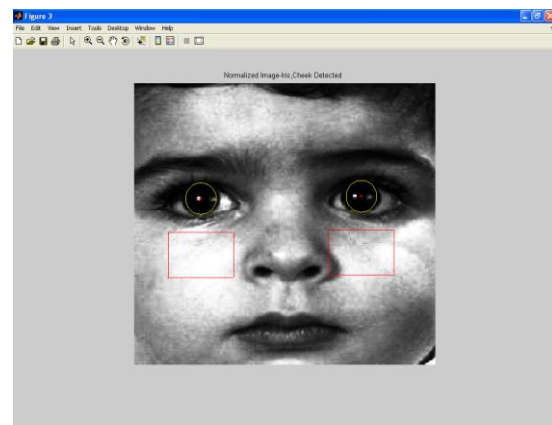 Figure 3
File Edit View Insert Tools Desktop Window Help
Normalized Image-Iris,Cheek Detected